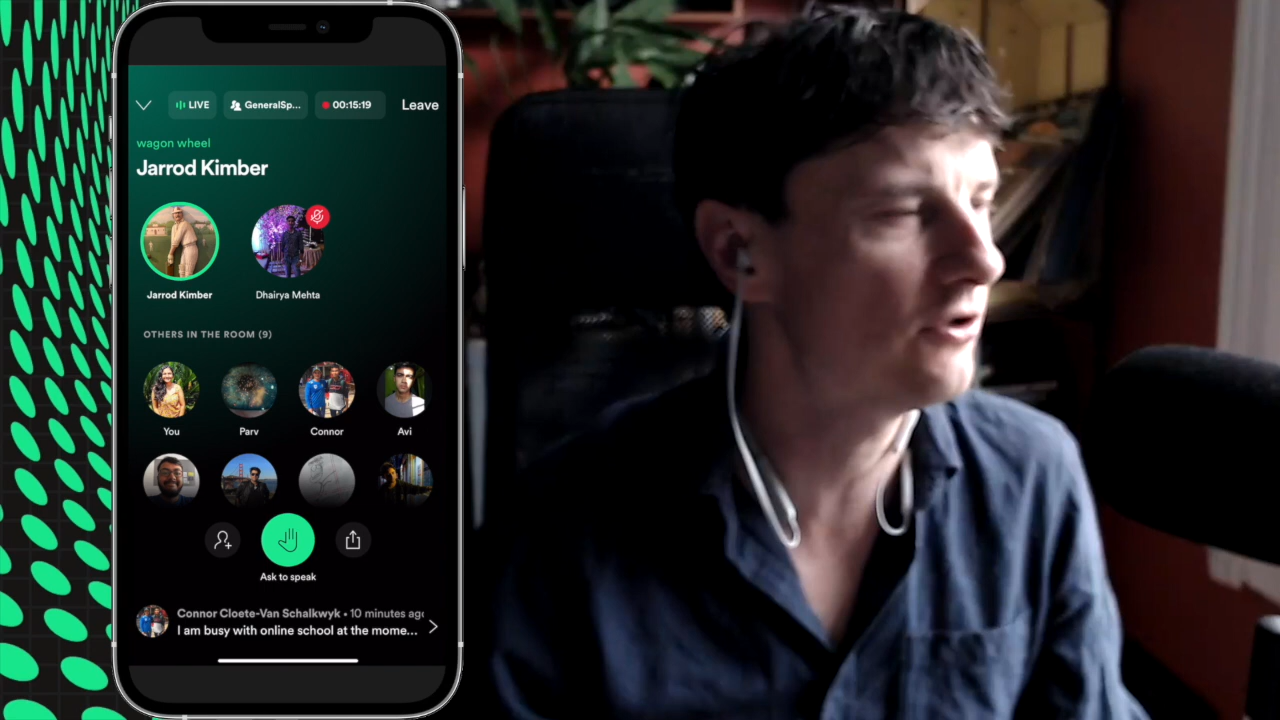 LIVE
GeneralSp...
00:15:19
Leave
wagon wheel
Jarrod Kimber
Jarrod Kimber
Dhairya Mehta
OTHERS IN THE ROOM (9)
You
Parv
Connor
Avi
Ask to speak
Connor Cloete-Van Schalkwyk • 10 minutes ago
I am busy with online school at the mome...